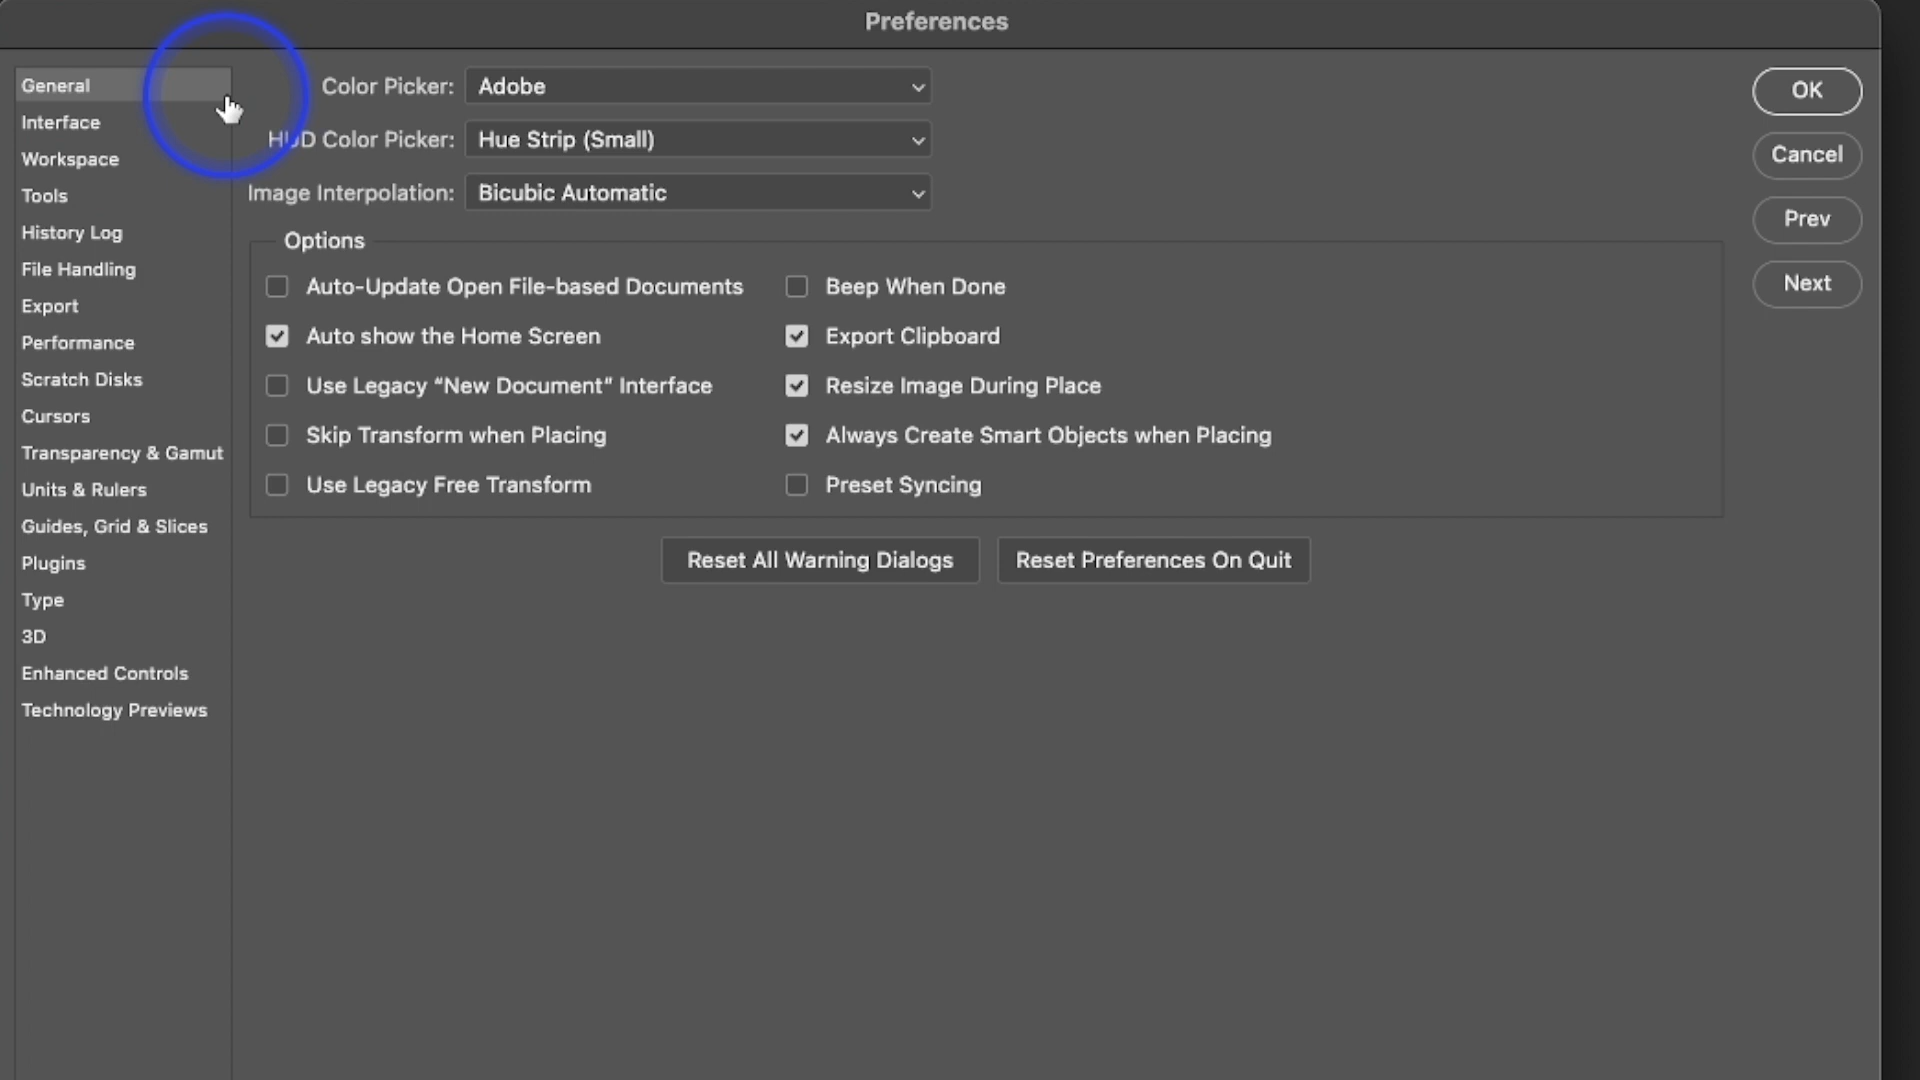 Preferences
General
Interface
Workspace
Tools
History Log
File Handling
Export
Performance
Scratch Disks
Cursors
Transparency & Gamut
Units & Rulers
Guides, Grid & Slices
Plugins
Type
3D
Enhanced Controls
Technology Previews
Color Picker: Adobe
HUD Color Picker: Hue Strip (Small)
Image Interpolation: Bicubic Automatic
Options
Auto-Update Open File-based Documents
Auto show the Home Screen
Use Legacy “New Document” Interface
Skip Transform when Placing
Use Legacy Free Transform
Beep When Done
Export Clipboard
Resize Image During Place
Always Create Smart Objects when Placing
Preset Syncing
Reset All Warning Dialogs
Reset Preferences On Quit
OK
Cancel
Prev
Next